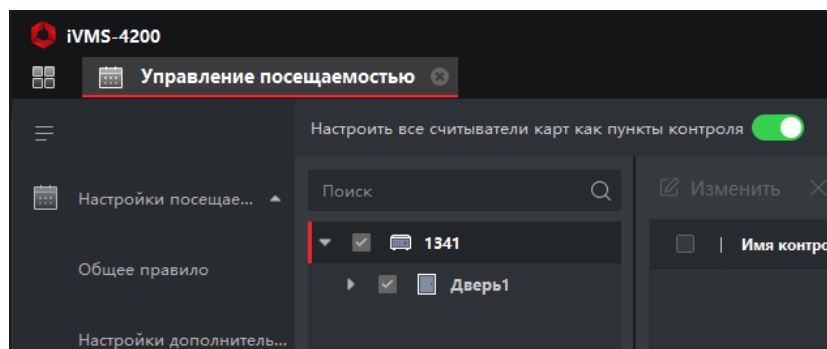 iVMS-4200
Управление посещаемостью
Настроить все считыватели карт как пункты контроля
Настройки посещае...
Поиск
Изменить
1341
Имя контро
Общее правило
Дверь1
Настройки дополнитель...